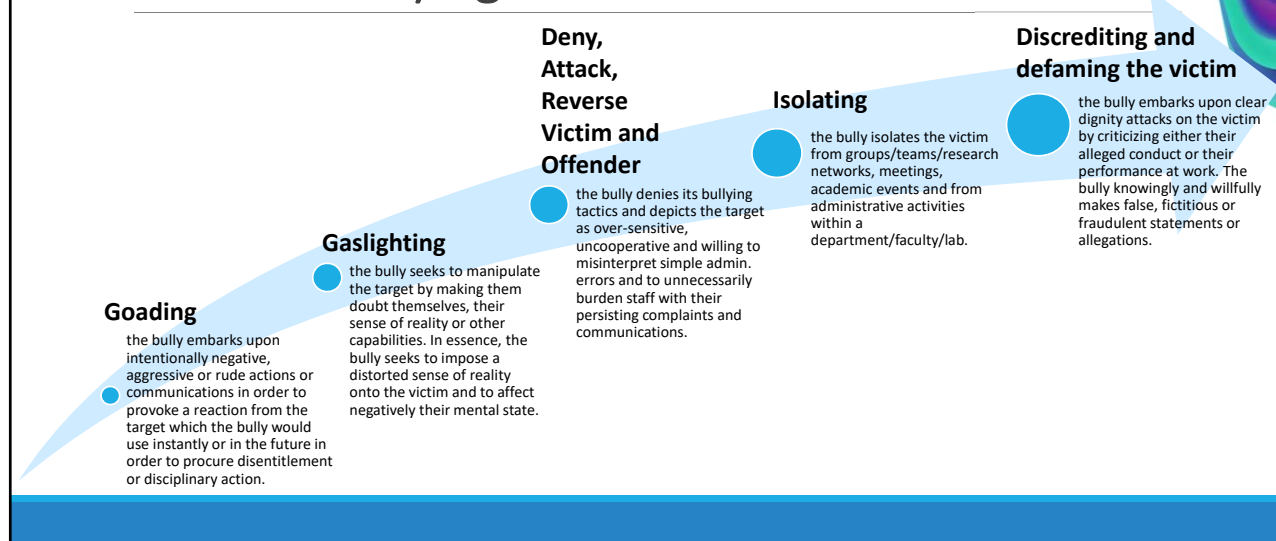 Goading
the bully embarks upon
intentionally negative,
aggressive or rude actions or
communications in order to
provoke a reaction from the
target which the bully would
use instantly or in the future in
order to procure disentitlement
or disciplinary action.
Gaslighting
the bully seeks to manipulate
the target by making them
doubt themselves, their
sense of reality or other
capabilities. In essence, the
bully seeks to impose a
distorted sense of reality
onto the victim and to affect
negatively their mental state.
Deny,
Attack,
Reverse
Victim and
Offender
the bully denies its bullying
tactics and depicts the target
as over-sensitive,
uncooperative and willing to
misinterpret simple admin.
errors and to unnecessarily
burden staff with their
persisting complaints and
communications.
Isolating
the bully isolates the victim
from groups/teams/research
networks, meetings,
academic events and from
administrative activities
within a
department/faculty/lab.
Discrediting and
defaming the victim
the bully embarks upon clear
dignity attacks on the victim
by criticizing either their
alleged conduct or their
performance at work. The
bully knowingly and willfully
makes false, fictitious or
fraudulent statements or
allegations.